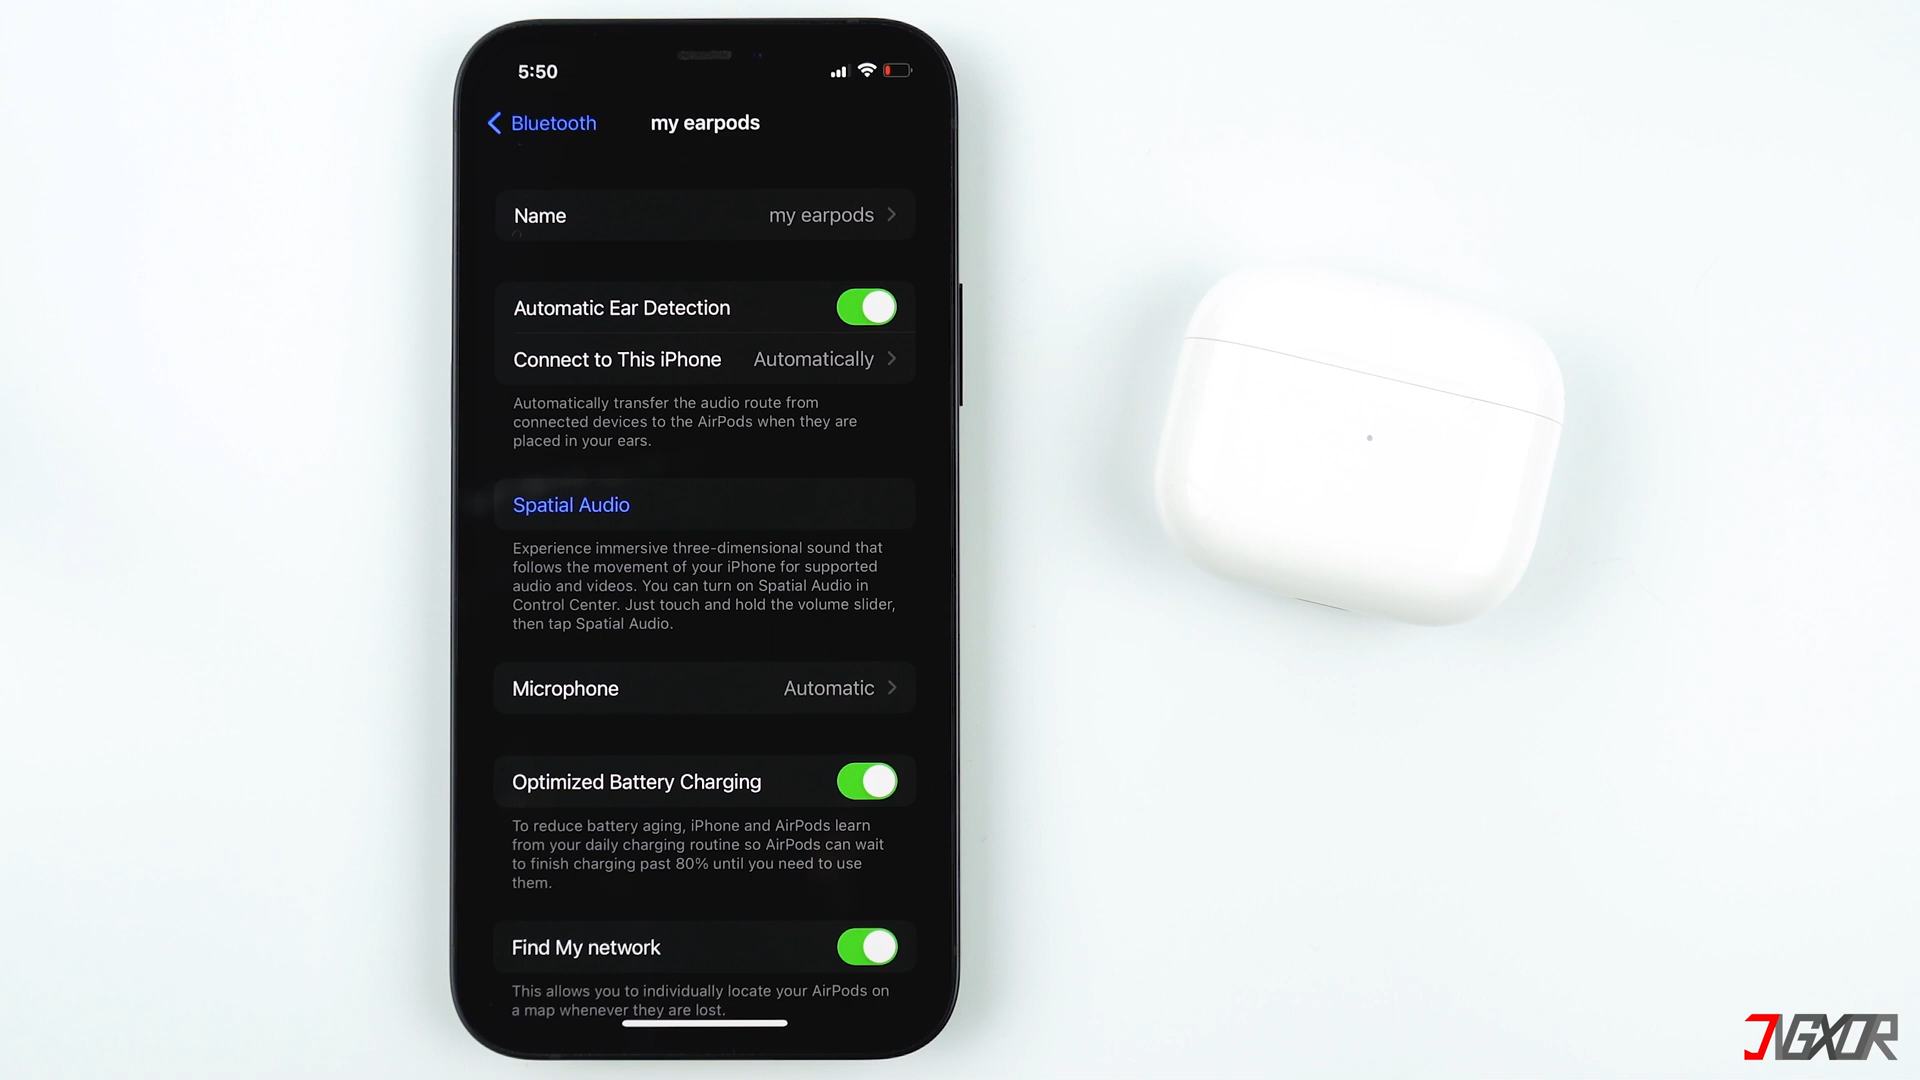 5:50
Bluetooth
my earpods
Name
my earpods
Automatic Ear Detection
Connect to This iPhone
Automatically
Automatically transfer the audio route from
connected devices to the AirPods when they are
placed in your ears.
Spatial Audio
Experience immersive three-dimensional sound that
follows the movement of your iPhone for supported
audio and videos. You can turn on Spatial Audio in
Control Center. Just touch and hold the volume slider,
then tap Spatial Audio.
Microphone
Automatic
Optimized Battery Charging
To reduce battery aging, iPhone and AirPods learn
from your daily charging routine so AirPods can wait
to finish charging past 80% until you need to use
them.
Find My network
This allows you to individually locate your AirPods on
a map whenever they are lost.
JVGXOR